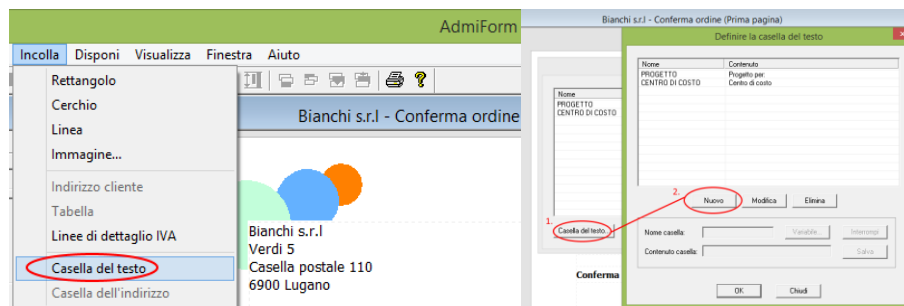 AdmiForm
Incolla Disponi Visualizza Finestra Aiuto
Rettangolo
Cerchio
Linea
Immagine...
Indirizzo cliente
Tabella
Linee di dettaglio IVA
Casella del testo
Casella dell'indirizzo
Bianchi s.r.l - Conferma ordine
Bianchi s.r.l
Verdi 5
Casella postale 110
6900 Lugano
Bianchi s.r.l - Conferma ordine (Prima pagina)
Definire la casella del testo
Nome
PROGETTO
CENTRO DI COSTO
1.
Casella del testo...
Conferma
Nome Contenuto
PROGETTO Progetto per:
CENTRO DI COSTO Centro di costo
2.
Nuovo Modifica Elimina
Nome casella: Variabile... Interrompi
Contenuto casella: Salva
OK Chiudi